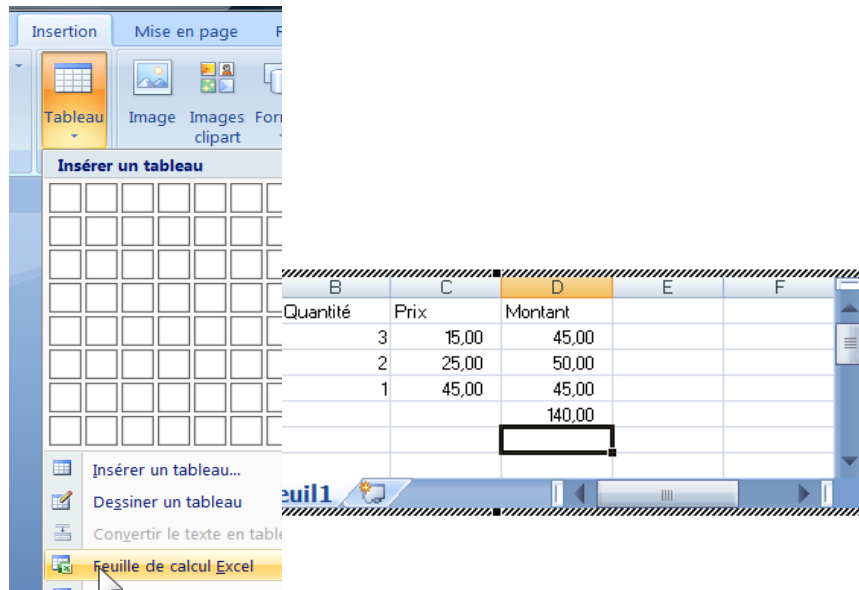 Insertion Mise en page
Tableau Image Images
clipart
Insérer un tableau
Insérer un tableau...
Dessiner un tableau
Convertir le texte en
Feuille de calcul Excel
B C D E F
Quantité Prix Montant
3 15,00 45,00
2 25,00 50,00
1 45,00 45,00
140,00